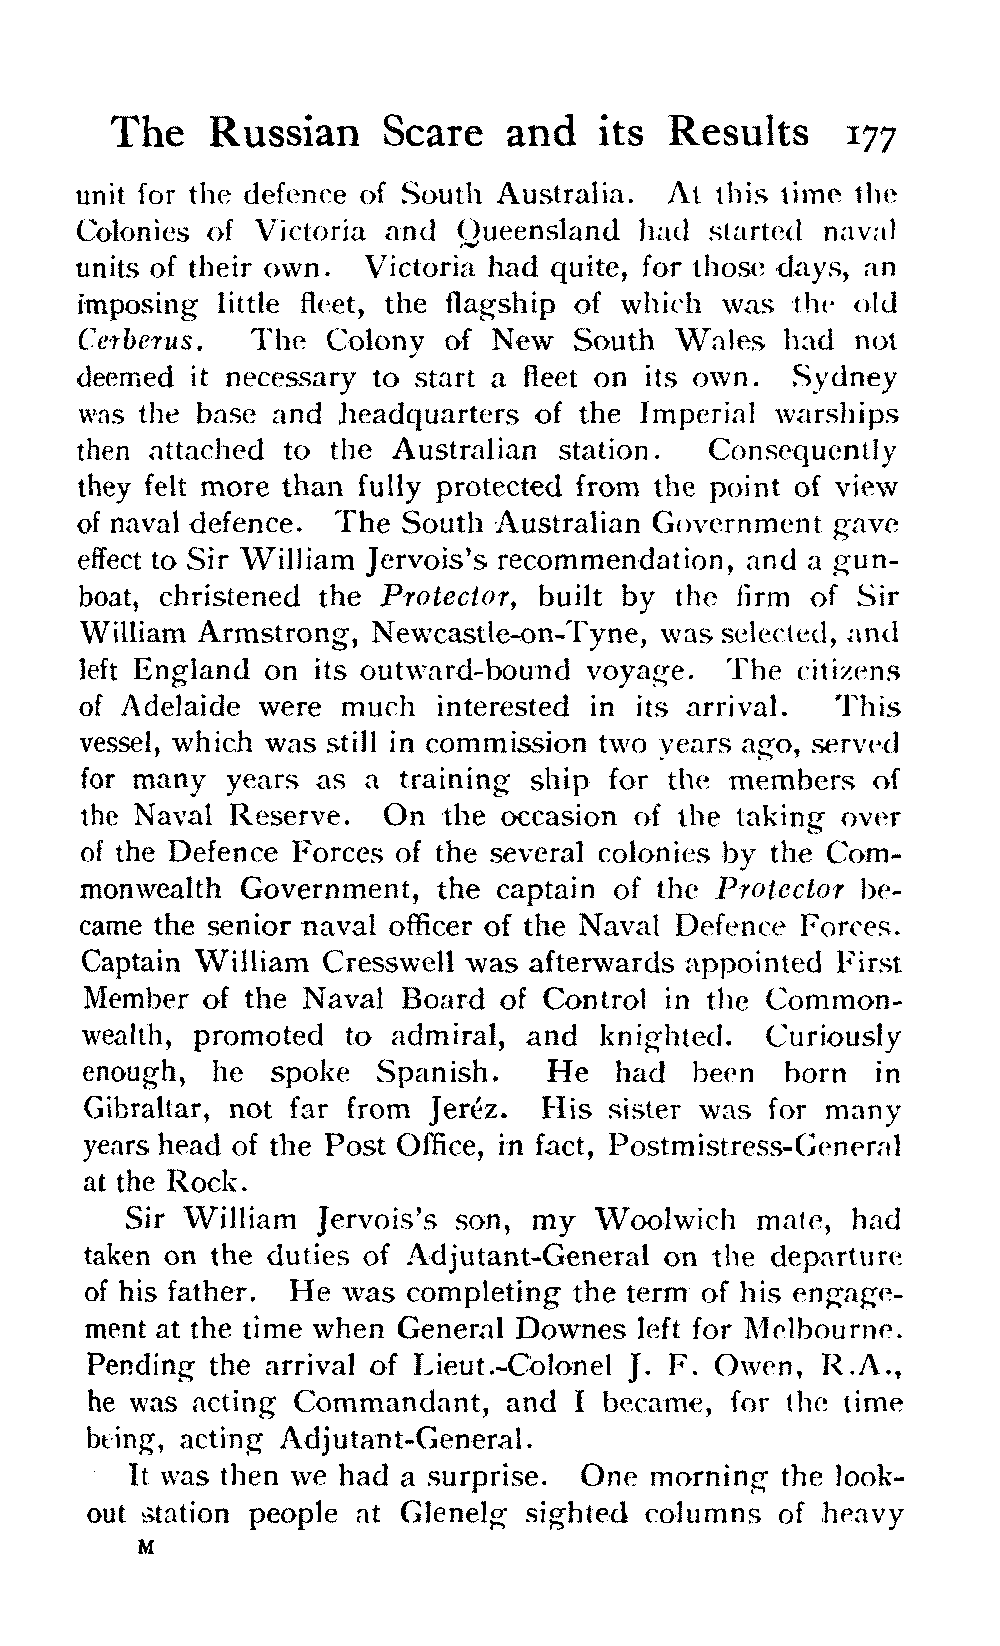 The Russian Scare and its Results 177
unit for the defence of South Australia. At this time the
Colonies of Victoria and Queensland had started naval
units of their own. Victoria had quite, for those days, an
imposing little fleet, the flagship of which was the old
Cerberus. The Colony of New South Wales had not
deemed it necessary to start a fleet on its own. Sydney
was the base and headquarters of the Imperial warships
then attached to the Australian station. Consequently
they felt more than fully protected from the point of view
of naval defence. The South Australian Government gave
effect to Sir William Jervois's recommendation, and a gun-
boat, christened the Protector, built by the firm of Sir
William Armstrong, Newcastle-on-Tyne, was selected, and
left England on its outward-bound voyage. The citizens
of Adelaide were much interested in its arrival. This
vessel, which was still in commission two years ago, served
for many years as a training ship for the members of
the Naval Reserve. On the occasion of the taking over
of the Defence Forces of the several colonies by the Com-
monwealth Government, the captain of the Protector be-
came the senior naval officer of the Naval Defence Forces.
Captain William Cresswell was afterwards appointed First
Member of the Naval Board of Control in the Common-
wealth, promoted to admiral, and knighted. Curiously
enough, he spoke Spanish. He had been born in
Gibraltar, not far from Jeréz. His sister was for many
years head of the Post Office, in fact, Postmistress-General
at the Rock.
Sir William Jervois's son, my Woolwich mate, had
taken on the duties of Adjutant-General on the departure
of his father. He was completing the term of his engage-
ment at the time when General Downes left for Melbourne.
Pending the arrival of Lieut.-Colonel J. F. Owen, R.A.,
he was acting Commandant, and I became, for the time
being, acting Adjutant-General.
It was then we had a surprise. One morning the look-
out station people at Glenelg sighted columns of heavy
M